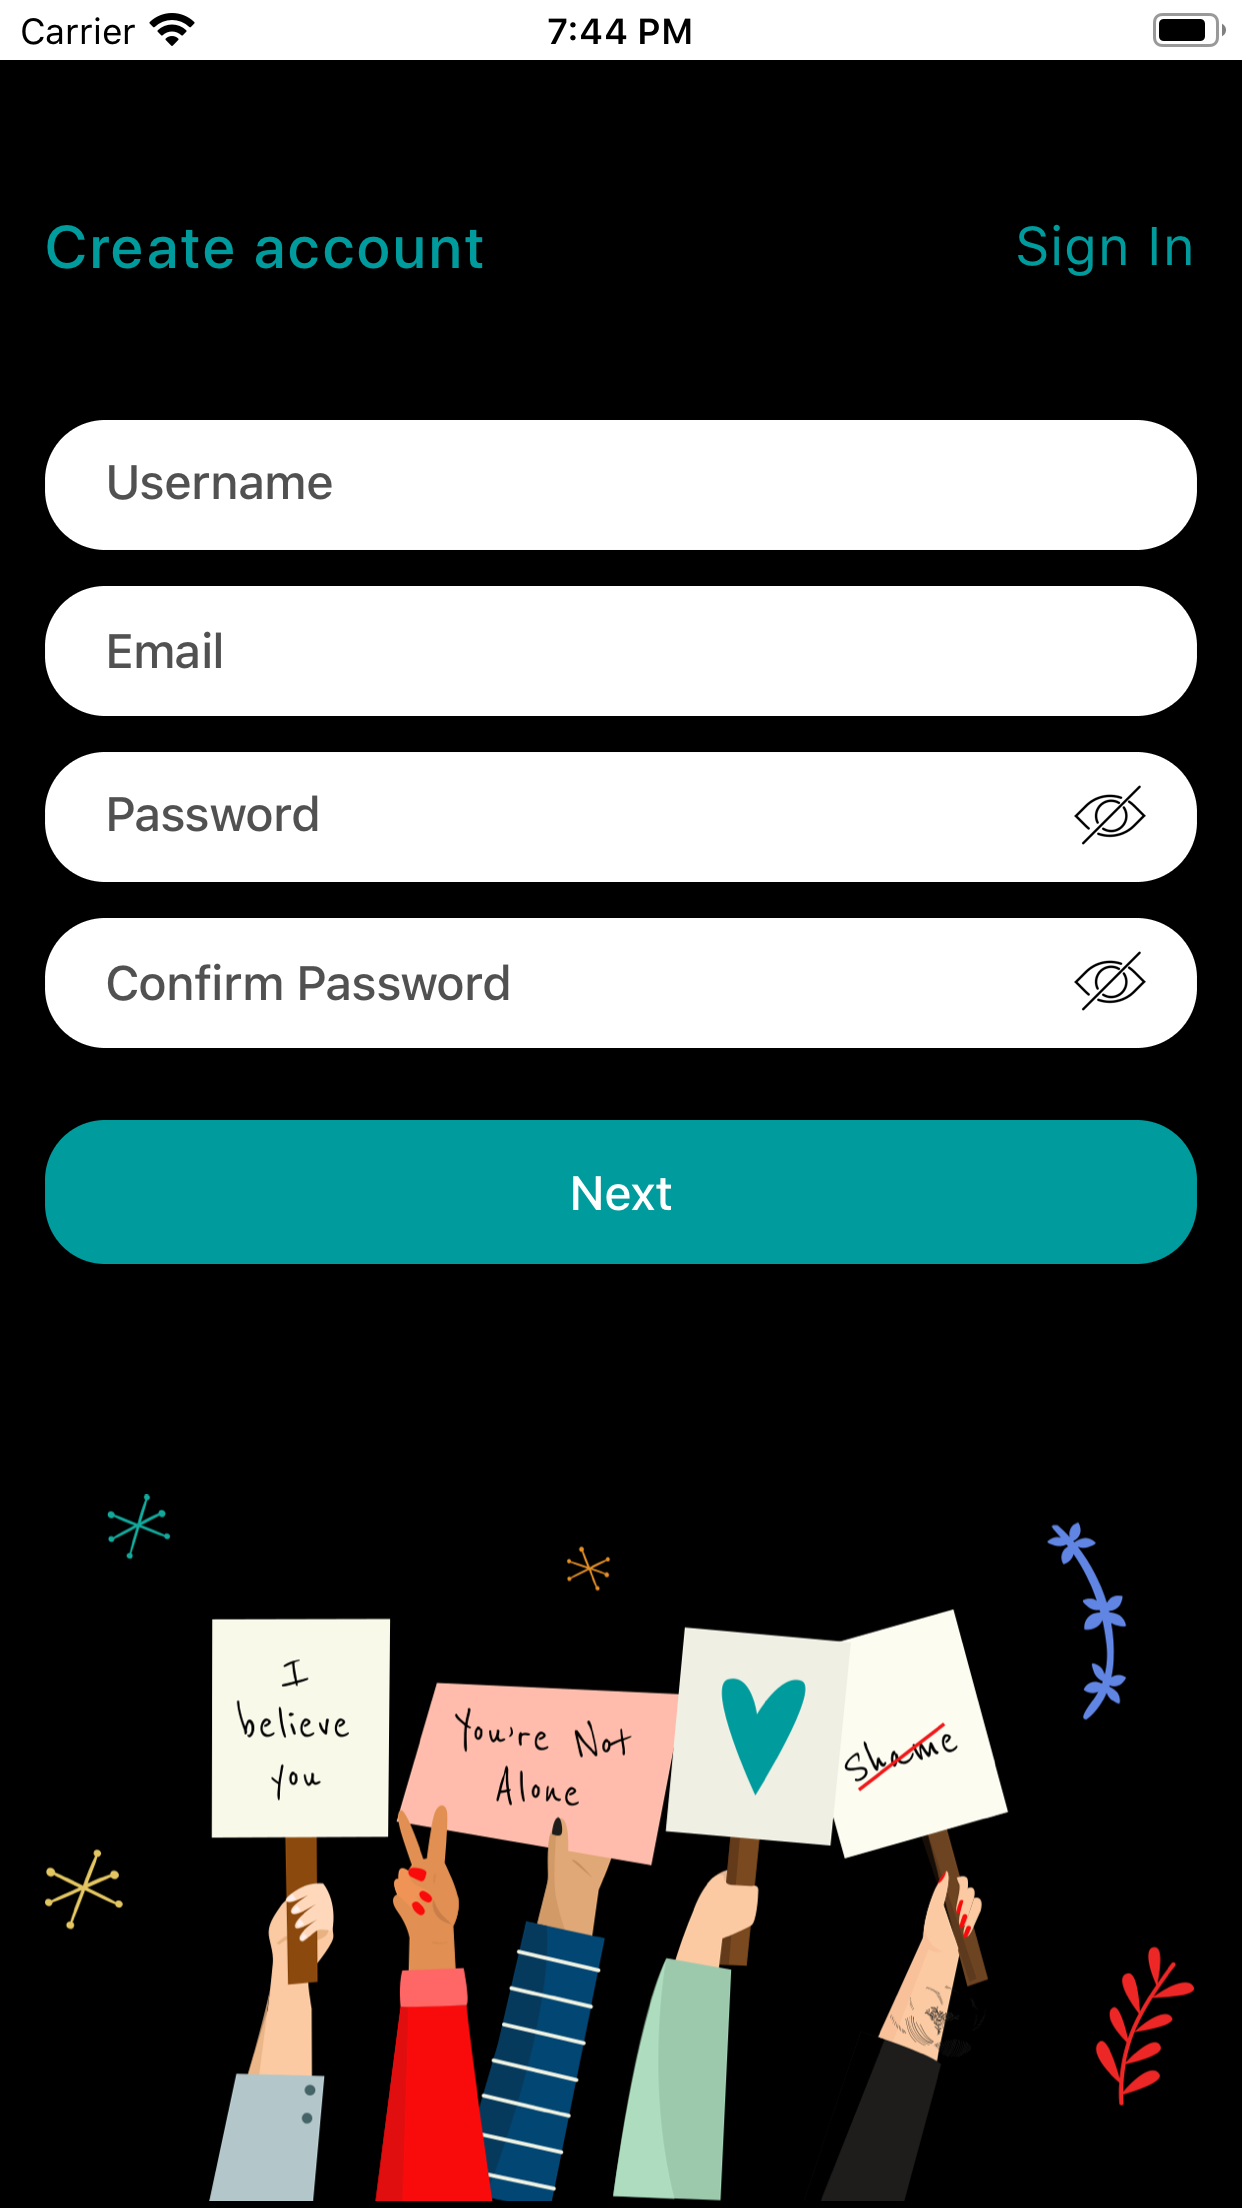 Carrier
7:44 PM
Create account
Sign In
Username
Email
Password
Confirm Password
Next
I
believe
you
You're Not
Alone
Shame